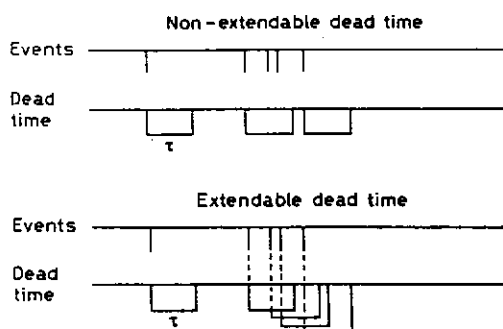 Non-extendable dead time
Events
Dead
time
τ
Extendable dead time
Events
Dead
time
τ